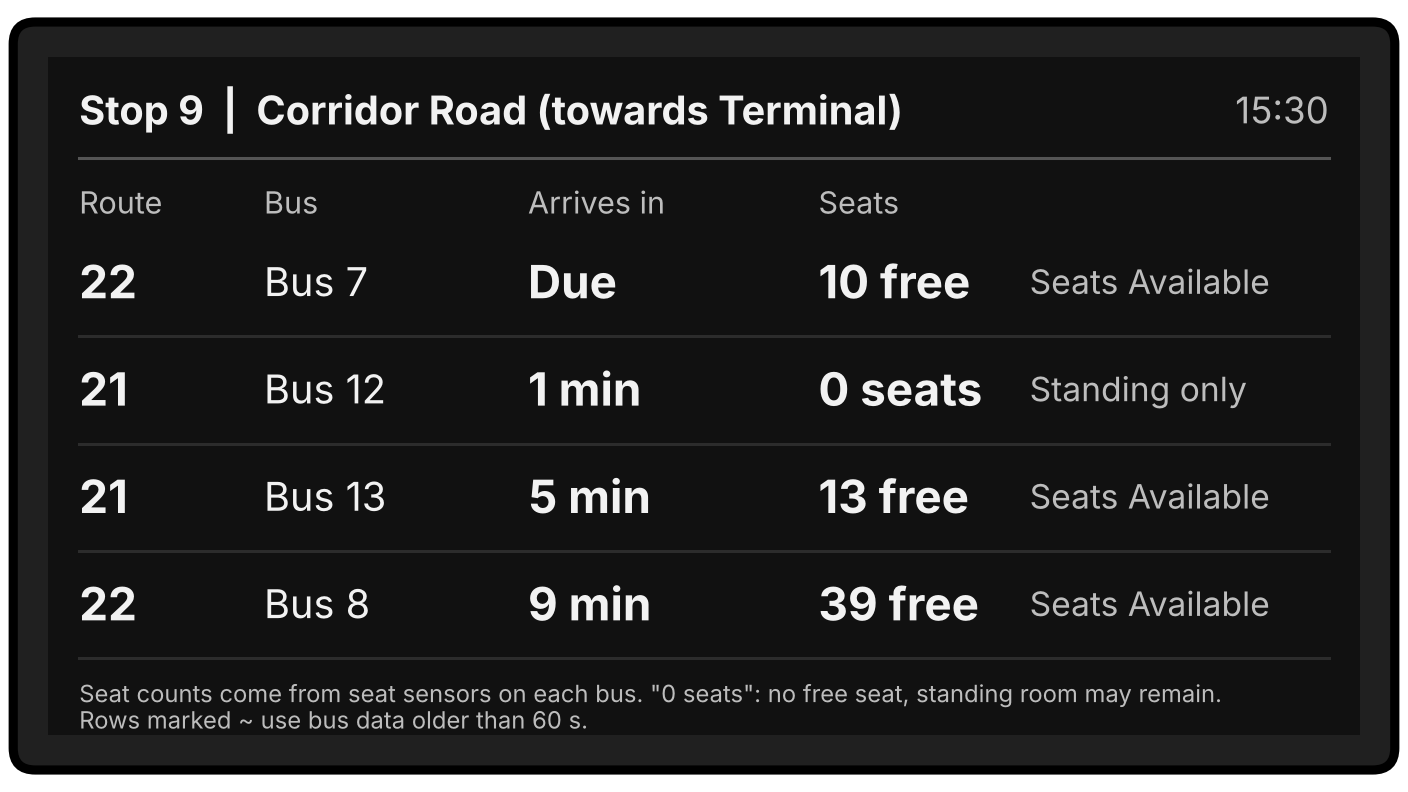 Stop 9 | Corridor Road (towards Terminal) 15:30
Route Bus Arrives in Seats
22 Bus 7 Due 10 free Seats Available
21 Bus 12 1 min 0 seats Standing only
21 Bus 13 5 min 13 free Seats Available
22 Bus 8 9 min 39 free Seats Available
Seat counts come from seat sensors on each bus. "0 seats": no free seat, standing room may remain.
Rows marked ~ use bus data older than 60 s.